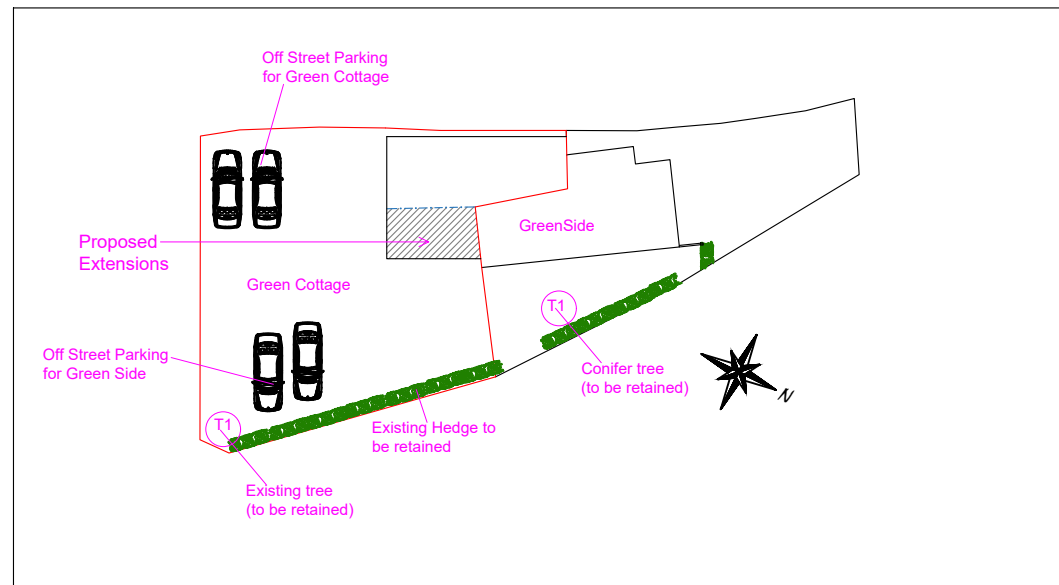 Off Street Parking
for Green Cottage
GreenSide
Proposed
Extensions
Green Cottage
T1
Off Street Parking
for Green Side
Conifer tree
(to be retained)
N
T1
Existing Hedge to
be retained
Existing tree
(to be retained)